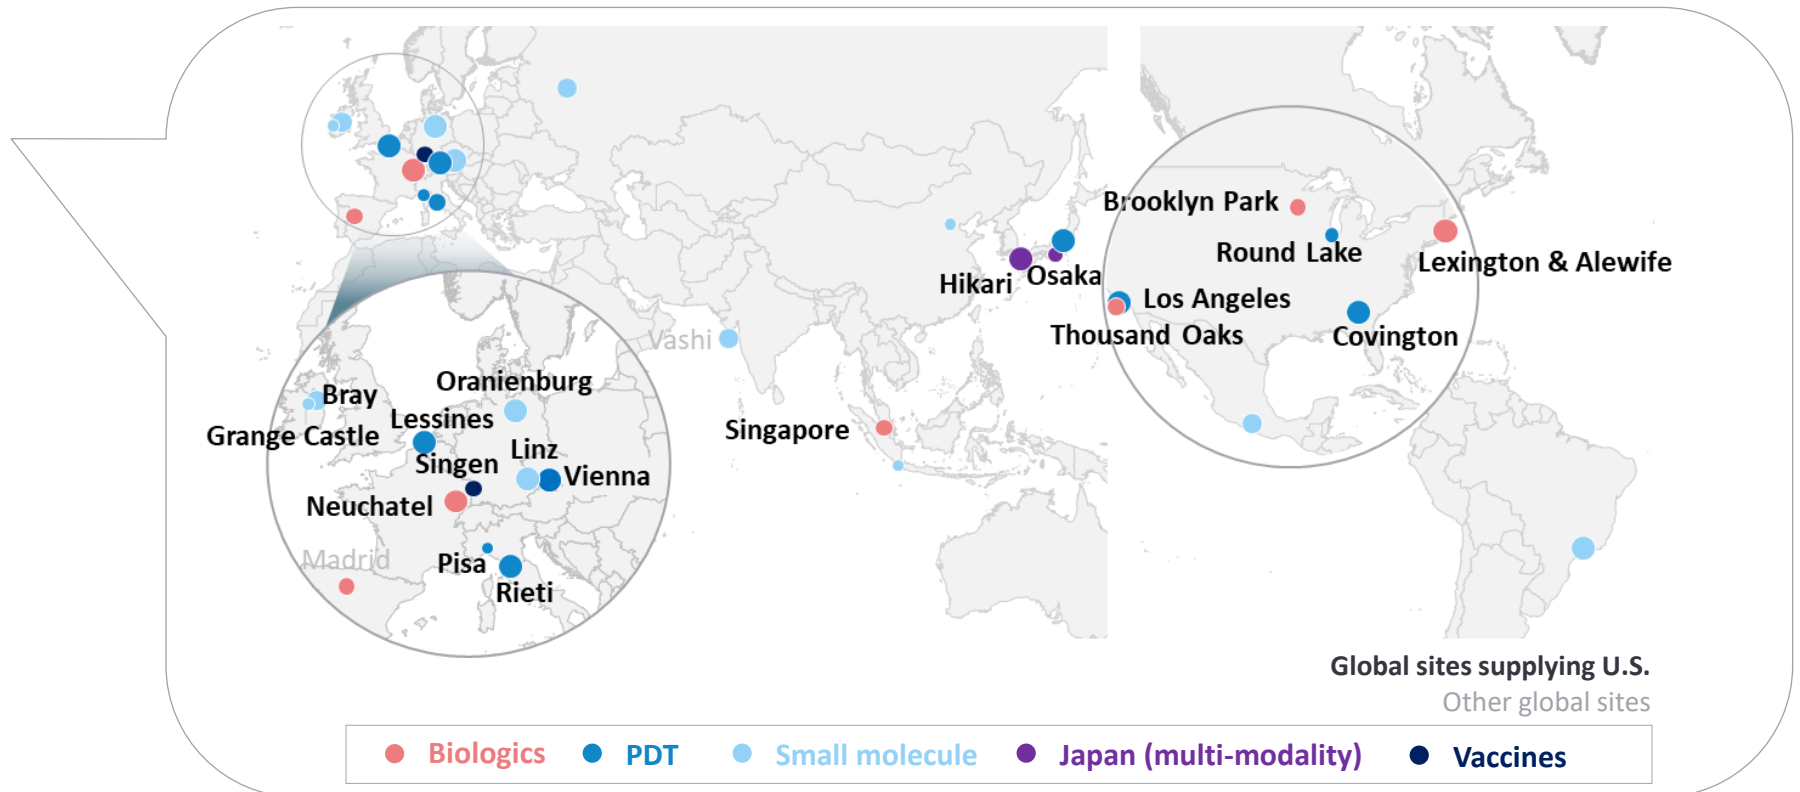 Brooklyn Park
Round Lake
Lexington & Alewife
Hikari
Osaka
Los Angeles
Thousand Oaks
Covington
Vashi
Singapore
Oranienburg
Bray
Lessines
Grange Castle
Linz
Singen
Vienna
Neuchatel
Madrid
Pisa
Rieti
Global sites supplying U.S.
Other global sites
Biologics
PDT
Small molecule
Japan (multi-modality)
Vaccines